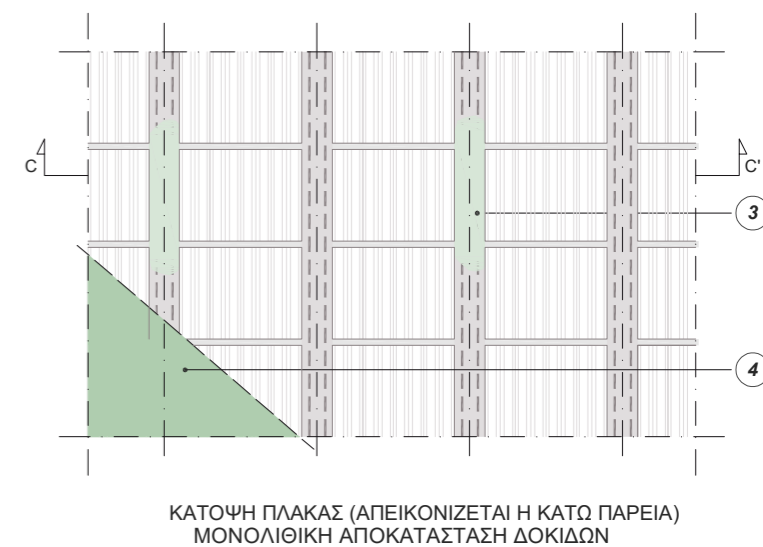 C
C'
3
4
ΚΑΤΟΨΗ ΠΛΑΚΑΣ (ΑΠΕΙΚΟΝΙΖΕΤΑΙ Η ΚΑΤΩ ΠΑΡΕΙΑ)
ΜΟΝΟΛΙΘΙΚΗ ΑΠΟΚΑΤΑΣΤΑΣΗ ΔΟΚΙΔΩΝ